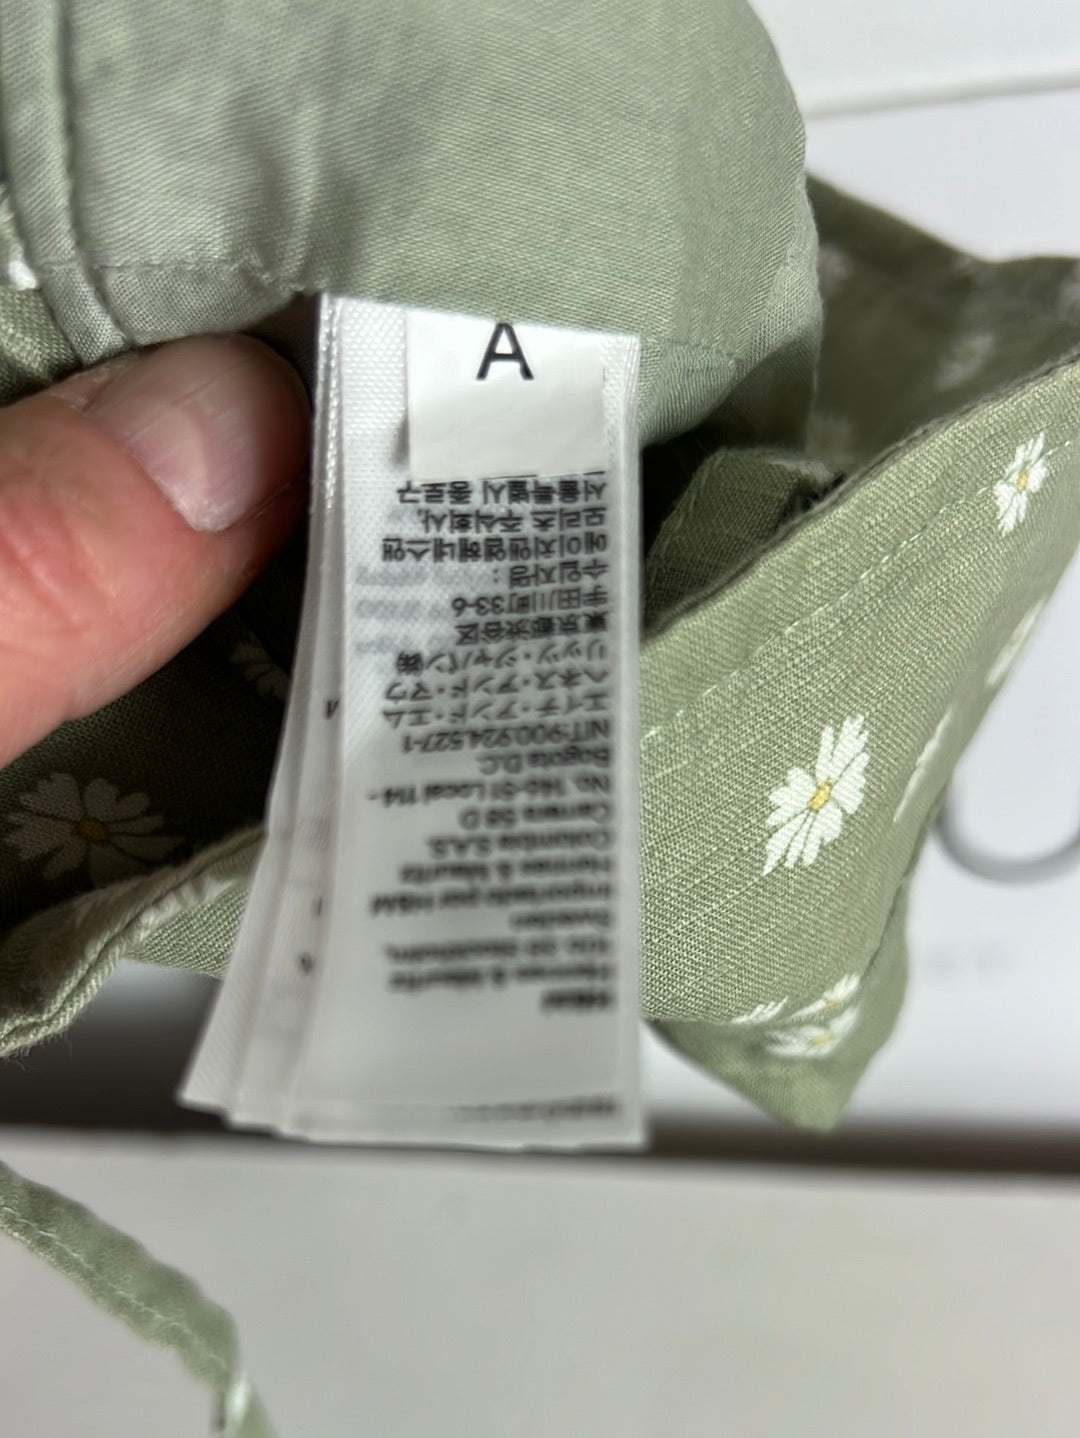 A
H&M
Hennes & Mauritz
106 38 Stockholm,
Sweden
Importado por H&M
Hennes & Mauritz
Colombia S.A.S.
Carrera 58 D
No. 146-51 Local 114 -
Bogota D.C.
NIT:900.924.527-1
エイチ・アンド・エム
ヘネス・アンド・マウ
リッツ・ジャパン㈱
東京都渋谷区
宇田川町33-6
수입자명 :
에이치앤엠헤네스앤
모리츠 주식회사,
서울특별시 종로구